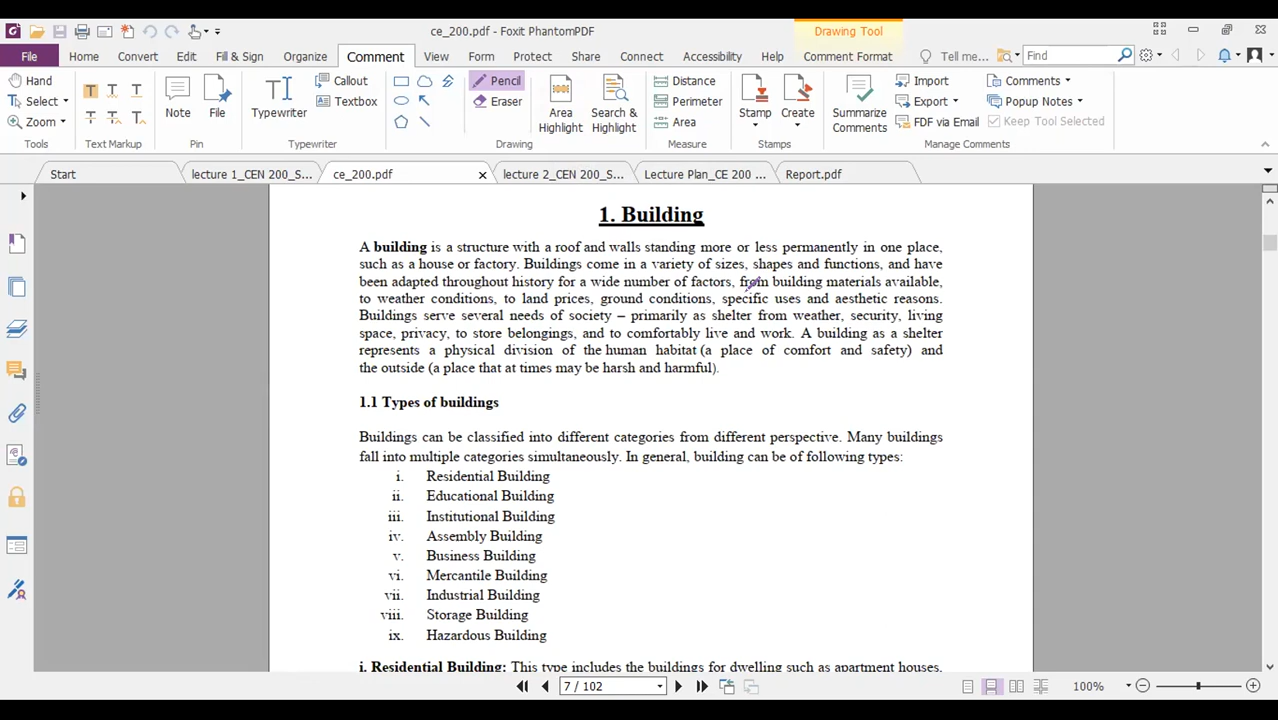 ce_200.pdf - Foxit PhantomPDF
Drawing Tool
File Home Convert Edit Fill & Sign Organize Comment View Form Protect Share Connect Accessibility Help Comment Format Tell me... Find
Hand
Select
Zoom
Tools
Text Markup
Note
File
Pin
Typewriter
Callout
Textbox
Typewriter
Pencil
Eraser
Area Highlight
Search & Highlight
Drawing
Distance
Perimeter
Area
Measure
Stamp
Create
Stamps
Summarize Comments
Import
Export
FDF via Email
Comments
Popup Notes
Keep Tool Selected
Manage Comments
Start
lecture 1_CEN 200_S...
ce_200.pdf
lecture 2_CEN 200_S...
Lecture Plan_CE 200 ...
Report.pdf
1. Building
A building is a structure with a roof and walls standing more or less permanently in one place,
such as a house or factory. Buildings come in a variety of sizes, shapes and functions, and have
been adapted throughout history for a wide number of factors, from building materials available,
to weather conditions, to land prices, ground conditions, specific uses and aesthetic reasons.
Buildings serve several needs of society – primarily as shelter from weather, security, living
space, privacy, to store belongings, and to comfortably live and work. A building as a shelter
represents a physical division of the human habitat (a place of comfort and safety) and
the outside (a place that at times may be harsh and harmful).
1.1 Types of buildings
Buildings can be classified into different categories from different perspective. Many buildings
fall into multiple categories simultaneously. In general, building can be of following types:
i. Residential Building
ii. Educational Building
iii. Institutional Building
iv. Assembly Building
v. Business Building
vi. Mercantile Building
vii. Industrial Building
viii. Storage Building
ix. Hazardous Building
i. Residential Building: This type includes the buildings for dwelling such as apartment houses,
7 / 102
100%